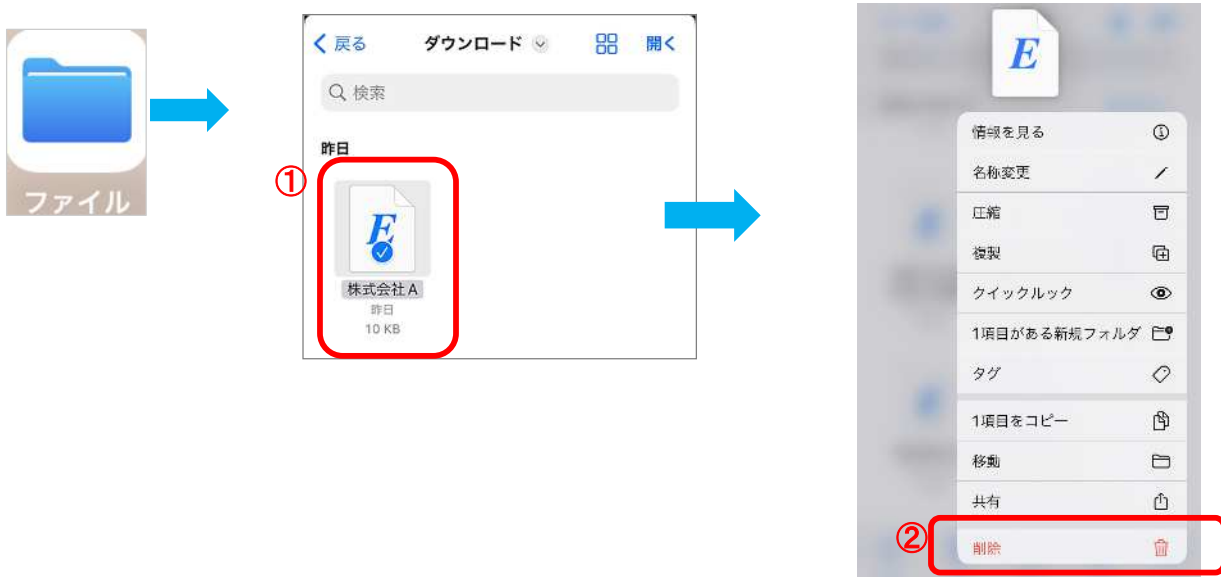 ファイル
戻る ダウンロード 開く
検索
昨日
①
E
株式会社A
昨日
10 KB
E
情報を見る
名称変更
圧縮
複製
クイックルック
1項目がある新規フォルダ
タグ
1項目をコピー
移動
共有
②
削除